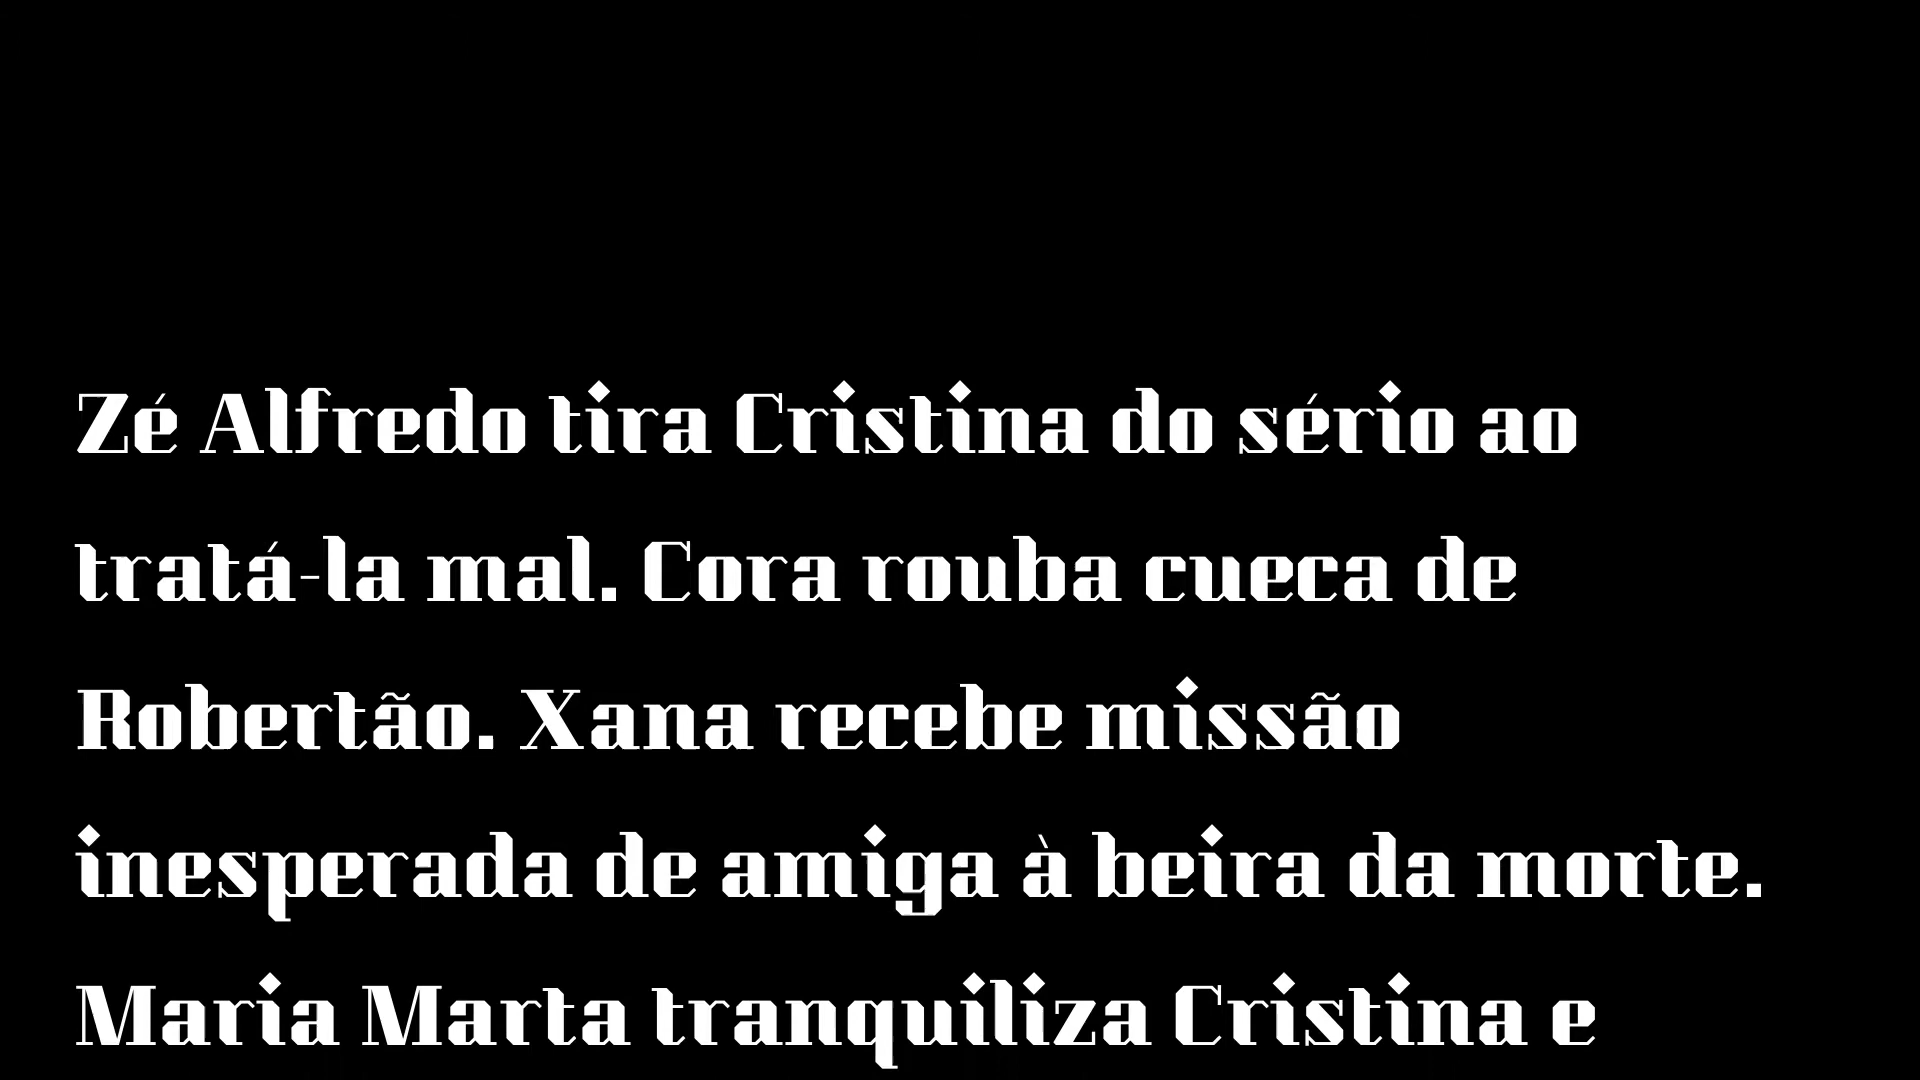 Zé Alfredo tira Cristina do sério ao
tratá-la mal. Cora rouba cueca de
Robertão. Xana recebe missão
inesperada de amiga à beira da morte.
Maria Marta tranquiliza Cristina e